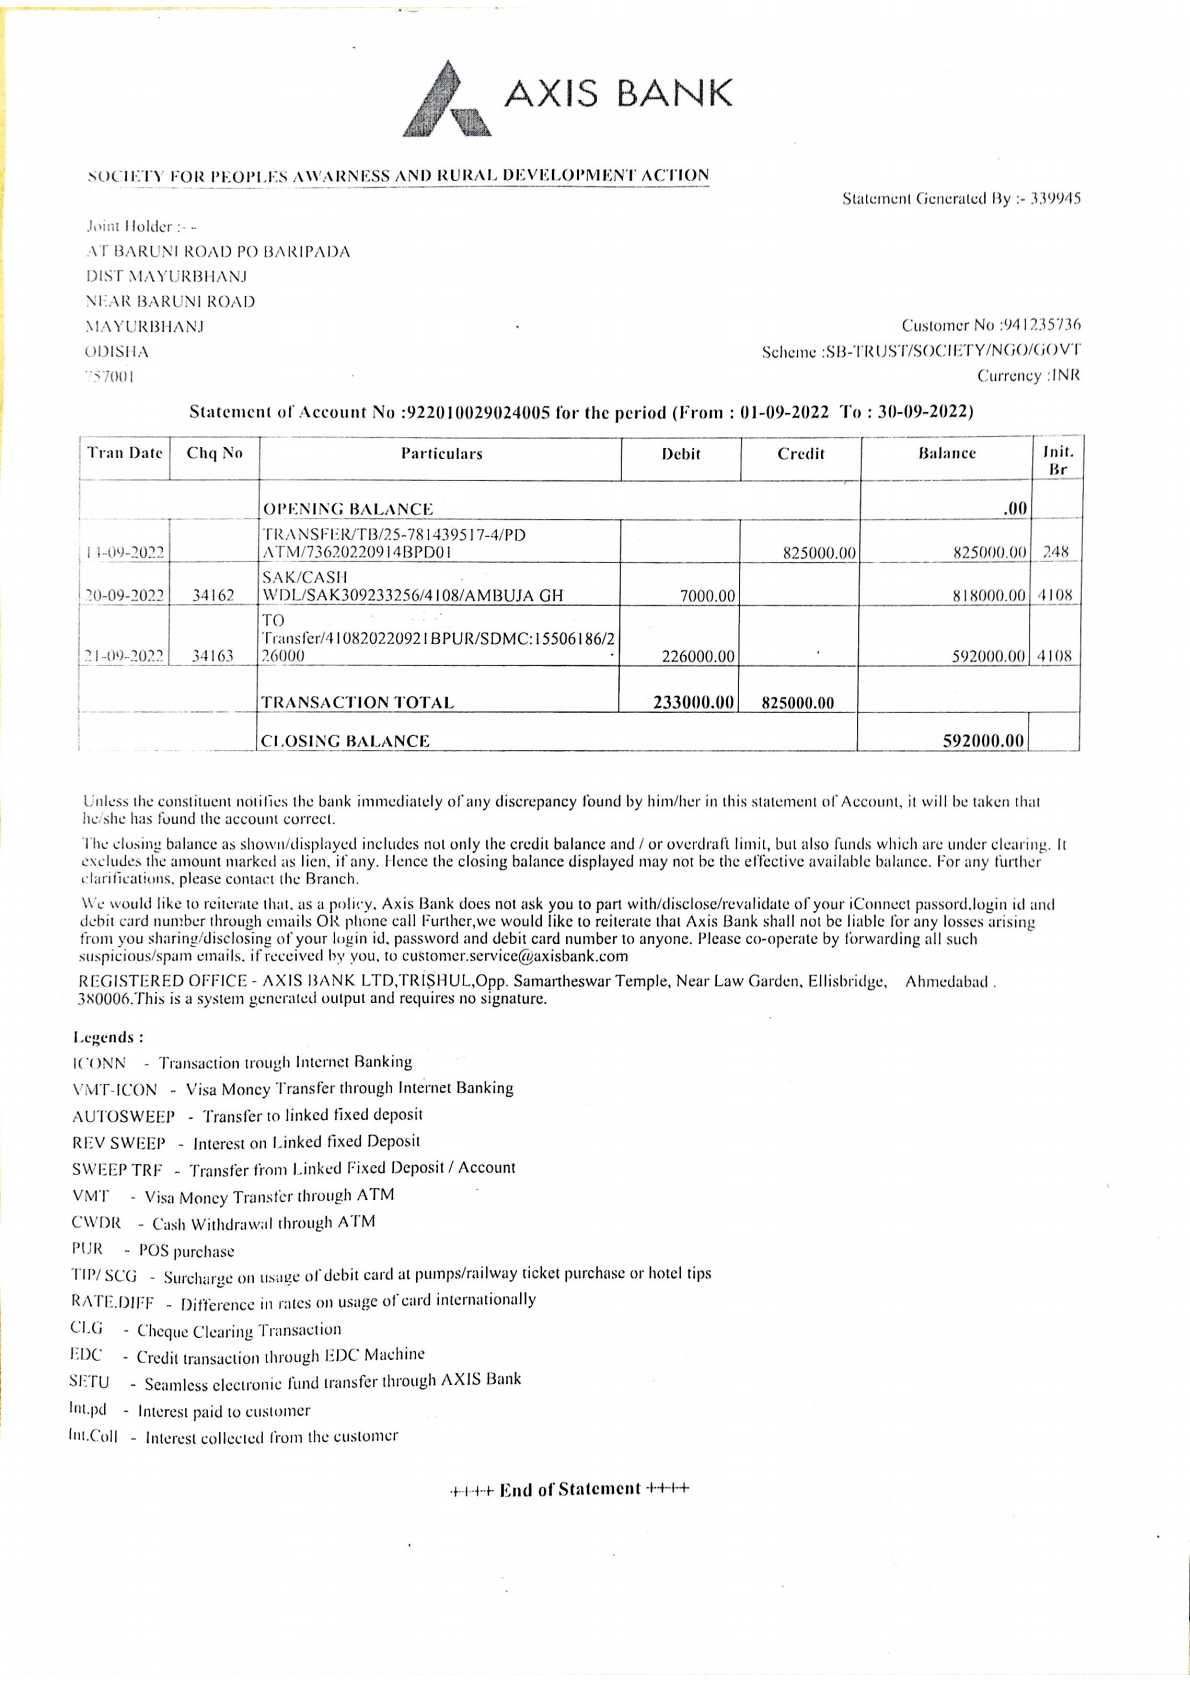 AXIS BANK
SOCIETY FOR PEOPLES AWARNESS AND RURAL DEVELOPMENT ACTION
Statement Generated By :- 339945
Joint Holder :- -
AT BARUNI ROAD PO BARIPADA
DIST MAYURBHANJ
NEAR BARUNI ROAD
MAYURBHANJ
Customer No :941235736
ODISHA
Scheme :SB-TRUST/SOCIETY/NGO/GOVT
757001
Currency :INR
Statement of Account No :922010029024005 for the period (From : 01-09-2022 To : 30-09-2022)
Tran Date Chq No Particulars Debit Credit Balance Init.
Br
OPENING BALANCE .00
TRANSFER/TB/25-781439517-4/PD
14-09-2022 ATM/73620220914BPD01 825000.00 825000.00 248
SAK/CASH
20-09-2022 34162 WDL/SAK309233256/4108/AMBUJA GH 7000.00 818000.00 4108
TO
Transfer/410820220921BPUR/SDMC:15506186/2
21-09-2022 34163 26000 226000.00 592000.00 4108
TRANSACTION TOTAL 233000.00 825000.00
CLOSING BALANCE 592000.00
Unless the constituent notifies the bank immediately of any discrepancy found by him/her in this statement of Account, it will be taken that
he/she has found the account correct.
The closing balance as shown/displayed includes not only the credit balance and / or overdraft limit, but also funds which are under clearing. It
excludes the amount marked as lien, if any. Hence the closing balance displayed may not be the effective available balance. For any further
clarifications, please contact the Branch.
We would like to reiterate that, as a policy, Axis Bank does not ask you to part with/disclose/revalidate of your iConnect passord,login id and
debit card number through emails OR phone call Further,we would like to reiterate that Axis Bank shall not be liable for any losses arising
from you sharing/disclosing of your login id, password and debit card number to anyone. Please co-operate by forwarding all such
suspicious/spam emails, if received by you, to customer.service@axisbank.com
REGISTERED OFFICE - AXIS BANK LTD,TRISHUL,Opp. Samartheswar Temple, Near Law Garden, Ellisbridge, Ahmedabad .
380006.This is a system generated output and requires no signature.
Legends :
ICONN - Transaction trough Internet Banking
VMT-ICON - Visa Money Transfer through Internet Banking
AUTOSWEEP - Transfer to linked fixed deposit
REV SWEEP - Interest on Linked fixed Deposit
SWEEP TRF - Transfer from Linked Fixed Deposit / Account
VMT - Visa Money Transfer through ATM
CWDR - Cash Withdrawal through ATM
PUR - POS purchase
TIP/ SCG - Surcharge on usage of debit card at pumps/railway ticket purchase or hotel tips
RATE.DIFF - Difference in rates on usage of card internationally
CLG - Cheque Clearing Transaction
EDC - Credit transaction through EDC Machine
SETU - Seamless electronic fund transfer through AXIS Bank
Int.pd - Interest paid to customer
Int.Coll - Interest collected from the customer
++++ End of Statement ++++